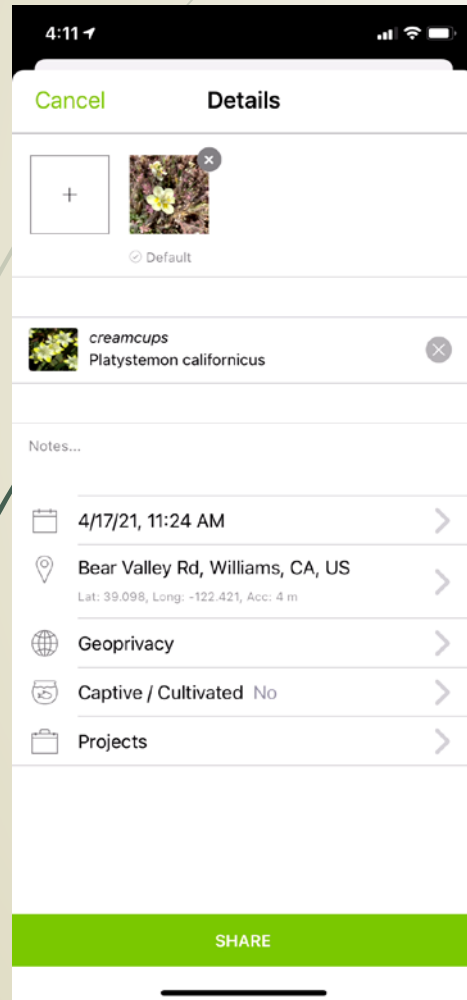 4:11
Cancel
Details
+
Default
creamcups
Platystemon californicus
Notes...
4/17/21, 11:24 AM
Bear Valley Rd, Williams, CA, US
Lat: 39.098, Long: -122.421, Acc: 4 m
Geoprivacy
Captive / Cultivated No
Projects
SHARE